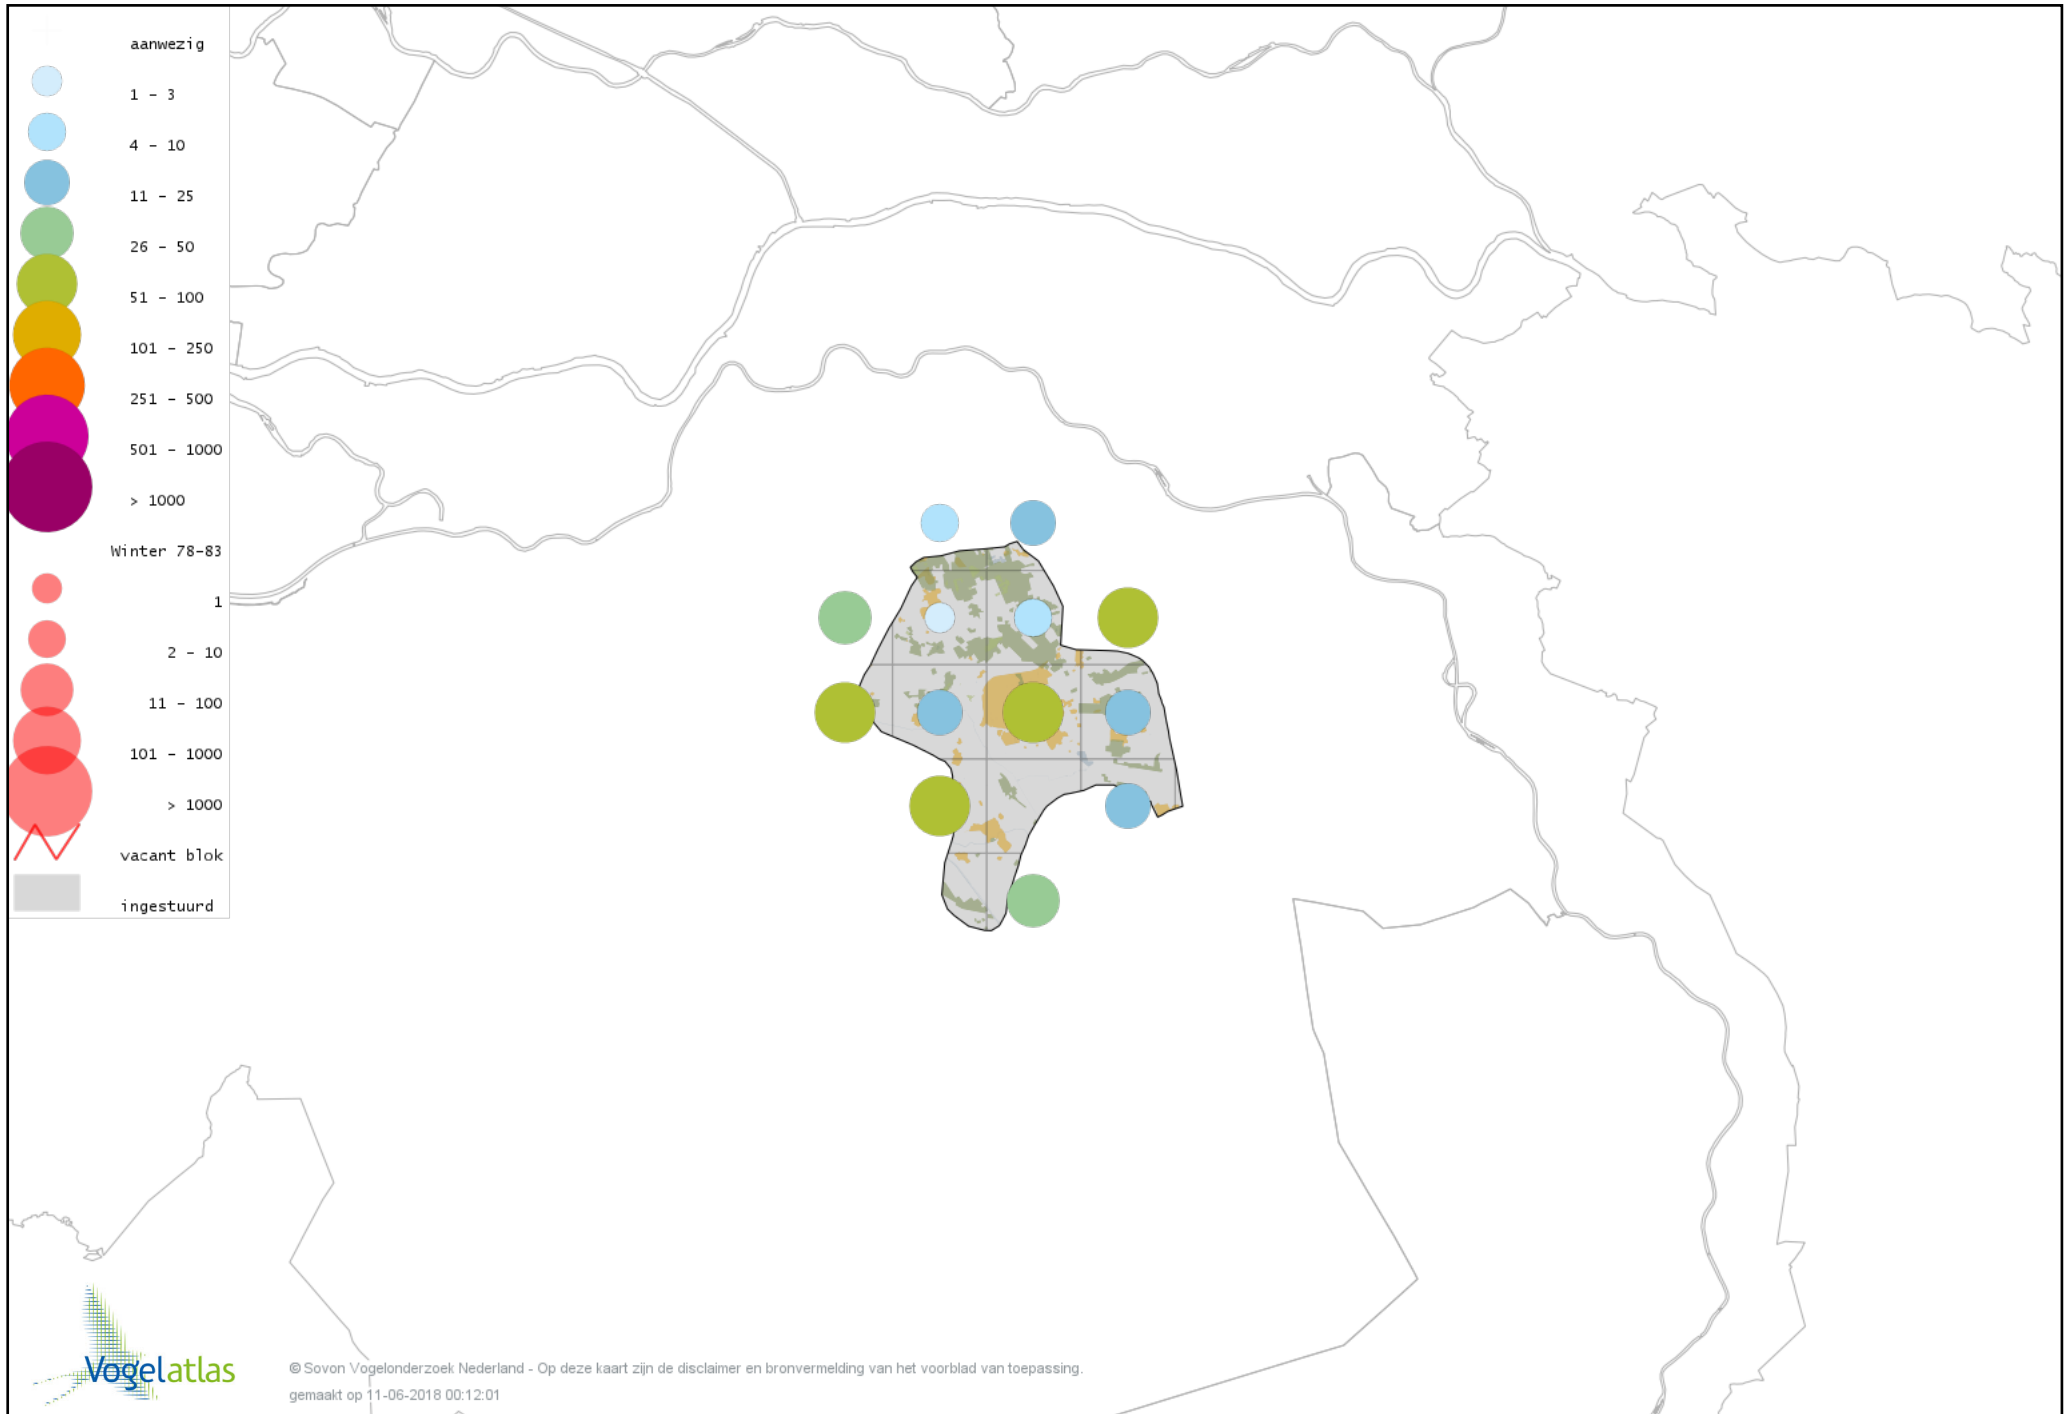 aanwezig
1 - 3
4 - 10
11 - 25
26 - 50
51 - 100
101 - 250
251 - 500
501 - 1000
> 1000
Winter 78-83
1
2 - 10
11 - 100
101 - 1000
> 1000
vacant blok
ingestuurd
Vogelatlas
© Sovon Vogelonderzoek Nederland - Op deze kaart zijn de disclaimer en bronvermelding van het voorblad van toepassing.
gemaakt op 11-06-2018 00:12:01